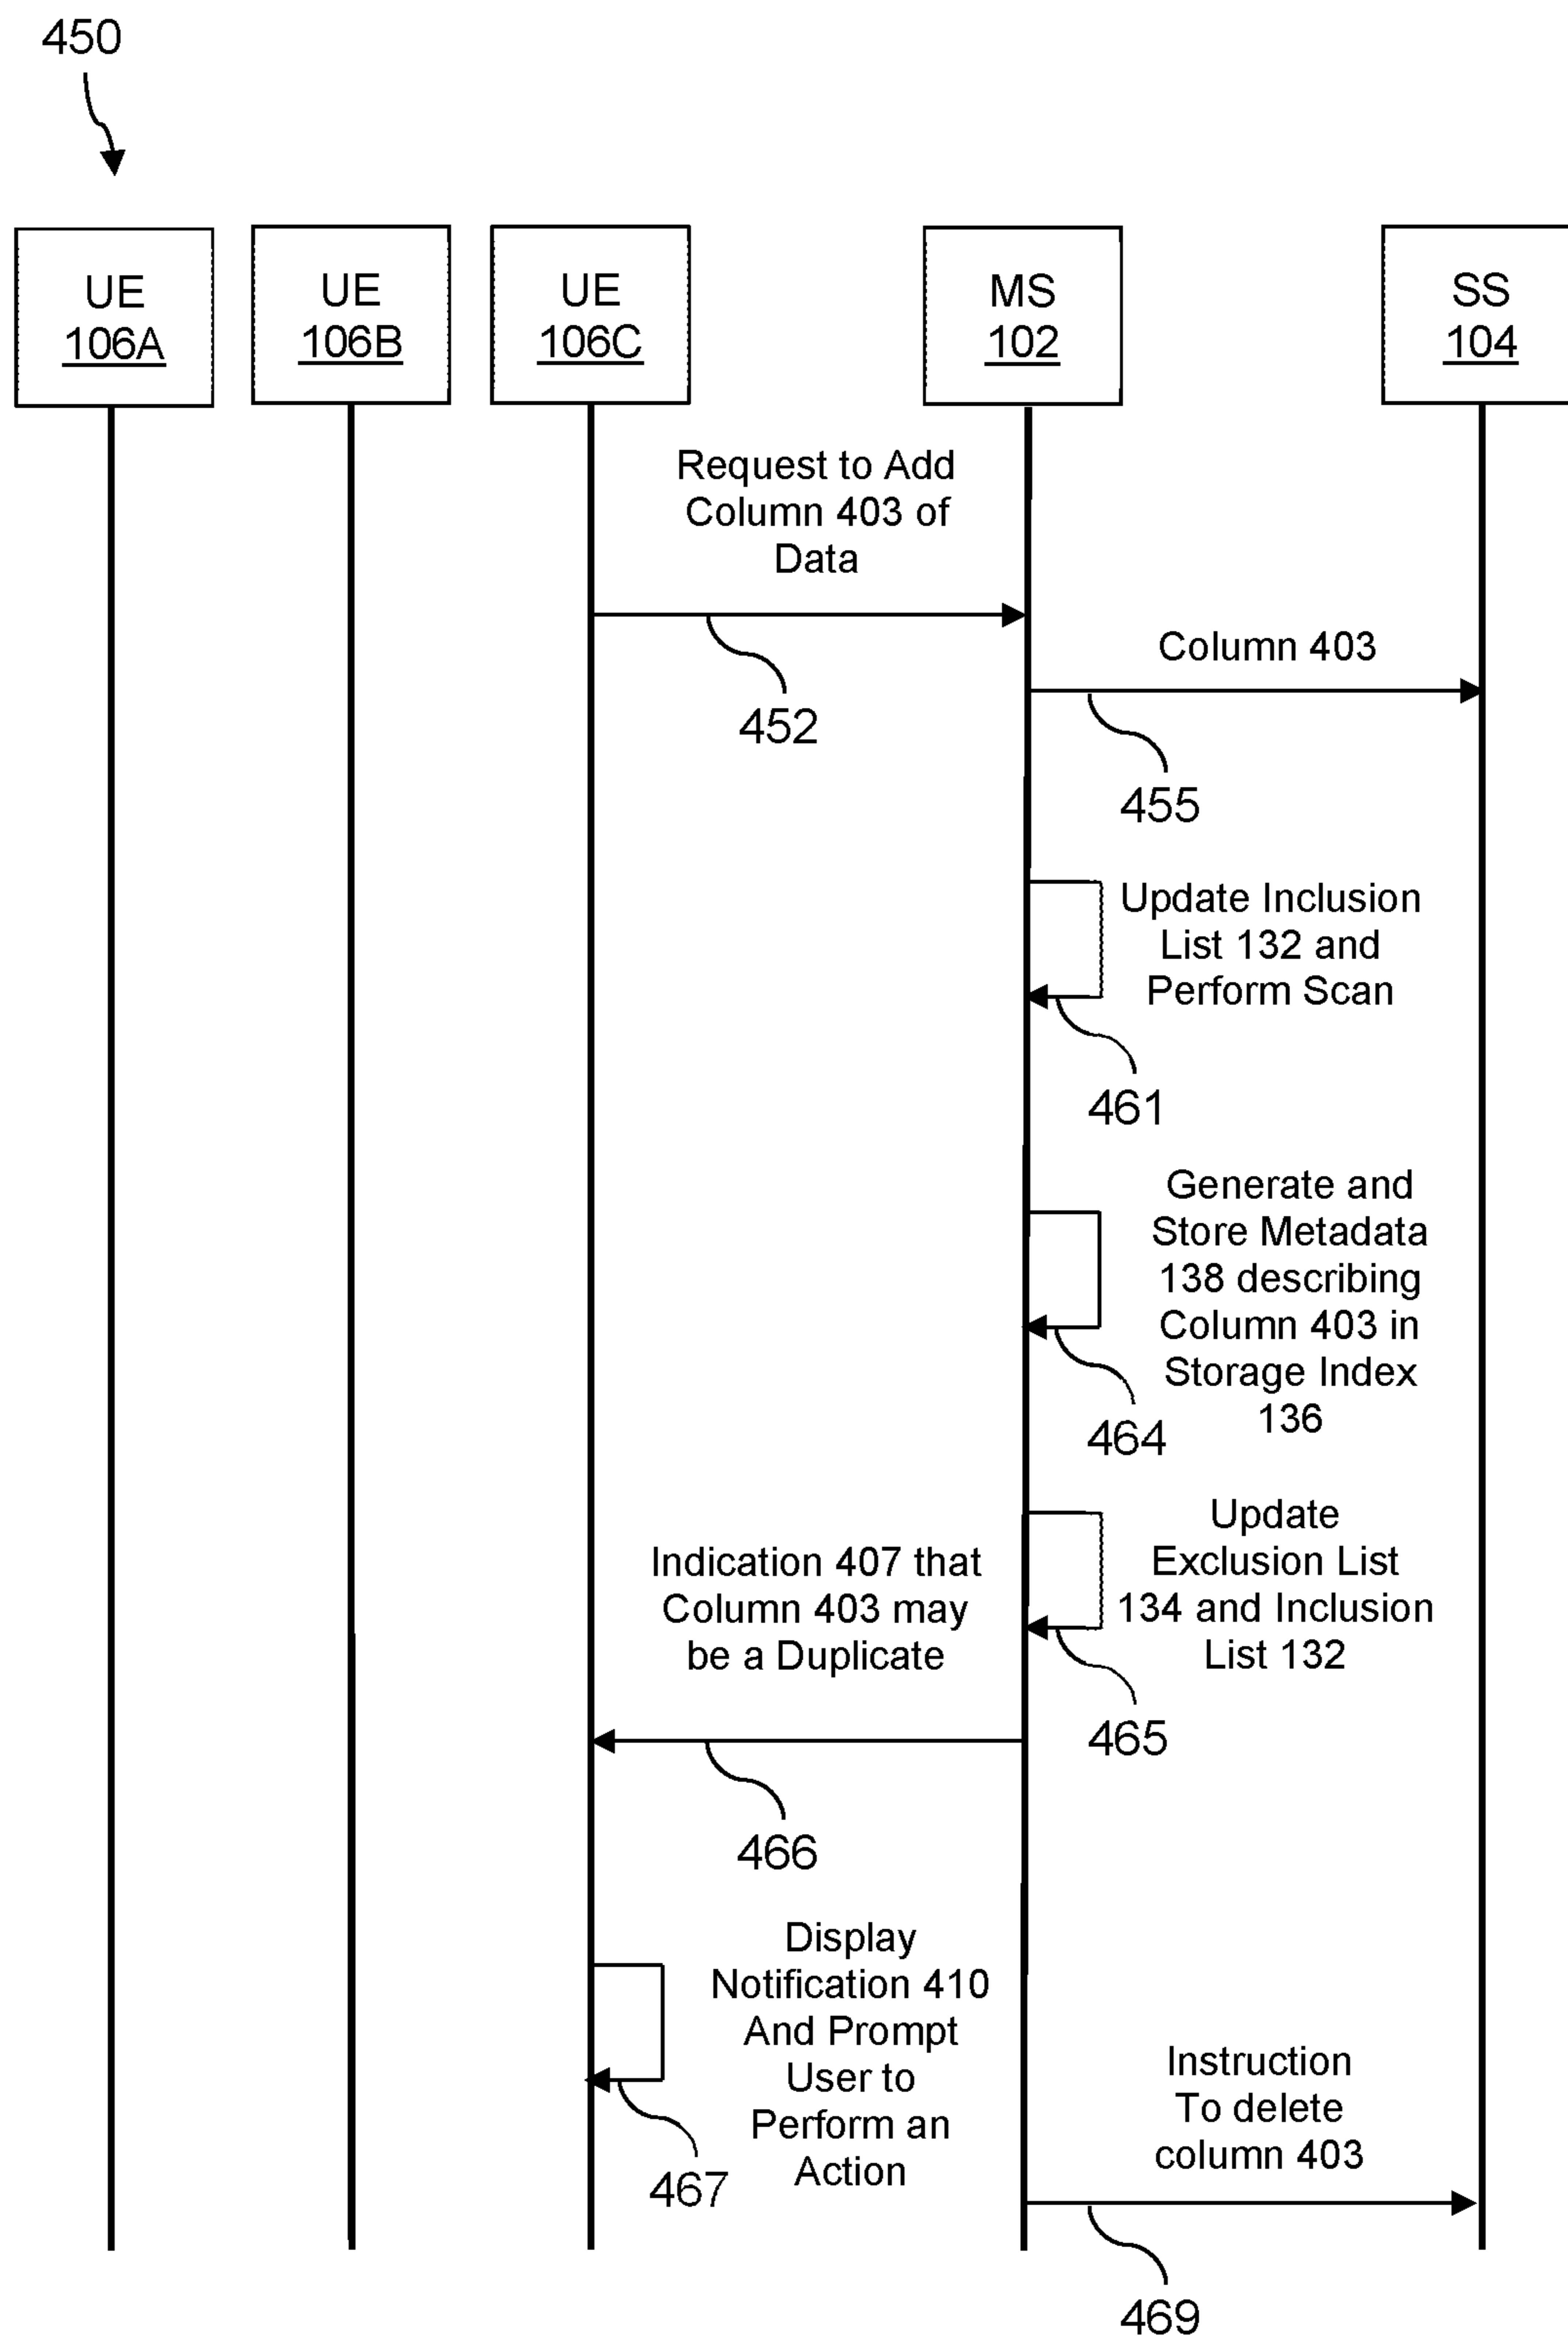 450
UE
106A
UE
106B
UE
106C
MS
102
SS
104
Request to Add
Column 403 of
Data
452
Column 403
455
Update Inclusion
List 132 and
Perform Scan
461
Generate and
Store Metadata
138 describing
Column 403 in
Storage Index
136
464
Update
Exclusion List
134 and Inclusion
List 132
465
Indication 407 that
Column 403 may
be a Duplicate
466
Display
Notification 410
And Prompt
User to
Perform an
Action
467
Instruction
To delete
column 403
469